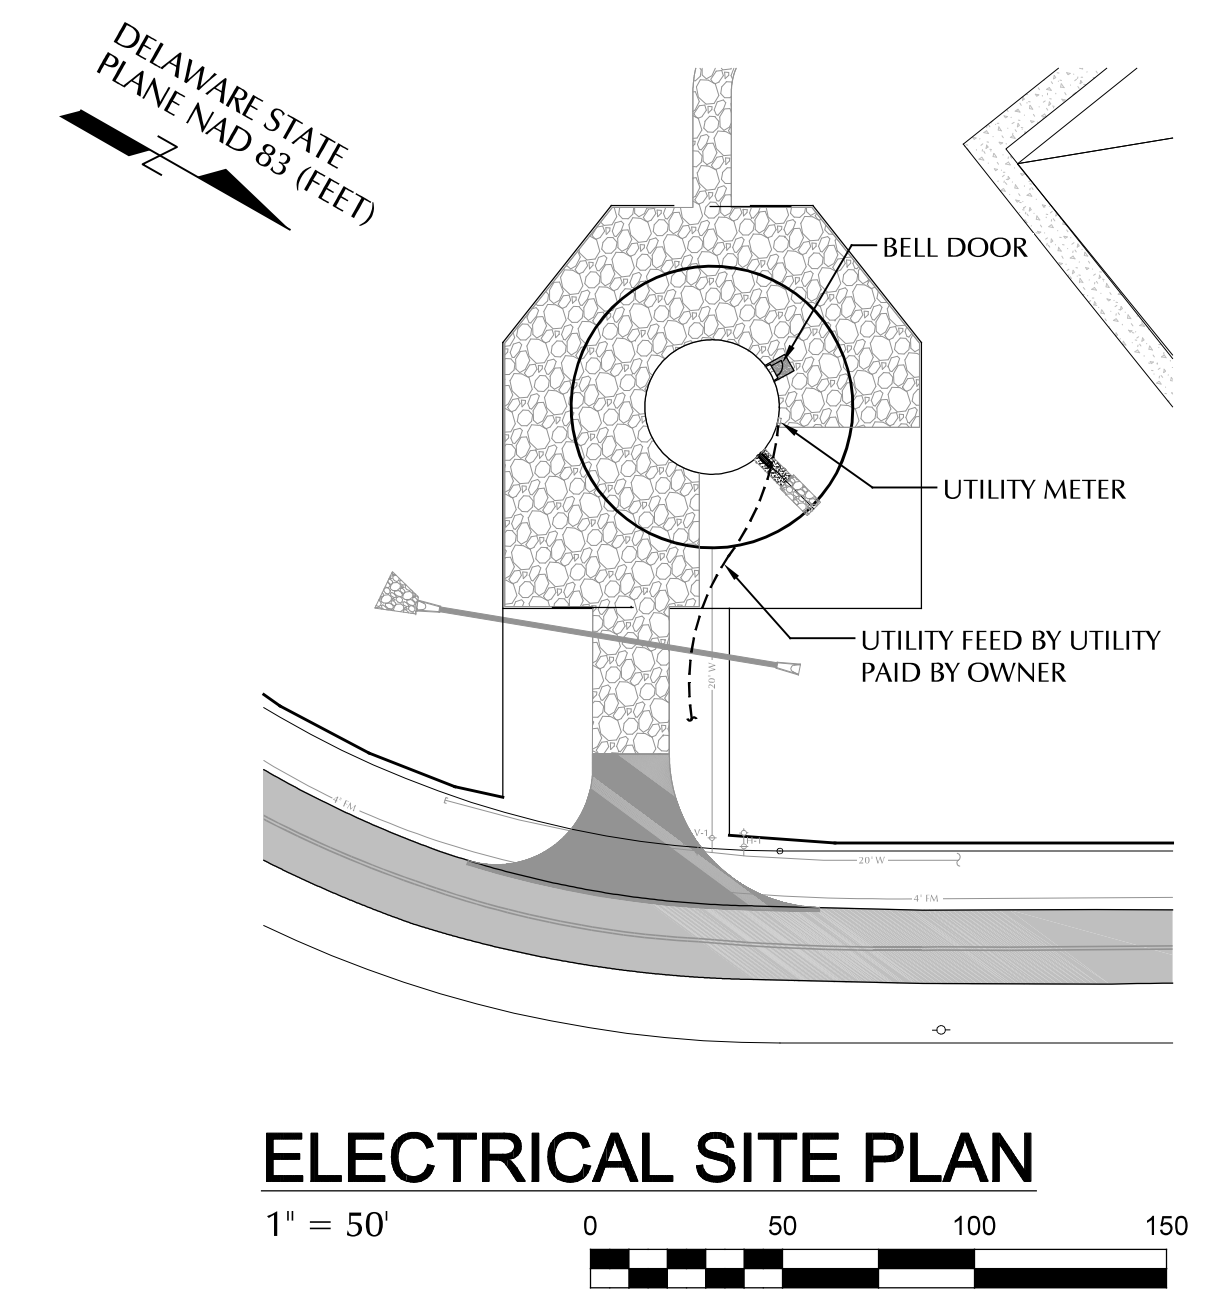 DELAWARE STATE
PLANE NAD 83 (FEET)
N
BELL DOOR
UTILITY METER
UTILITY FEED BY UTILITY
PAID BY OWNER
20' W
4' FM
V-1
H-1
20' W
4' FM
ELECTRICAL SITE PLAN
1" = 50'
0 50 100 150